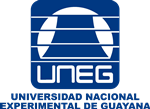 UNEG
UNIVERSIDAD NACIONAL
EXPERIMENTAL DE GUAYANA